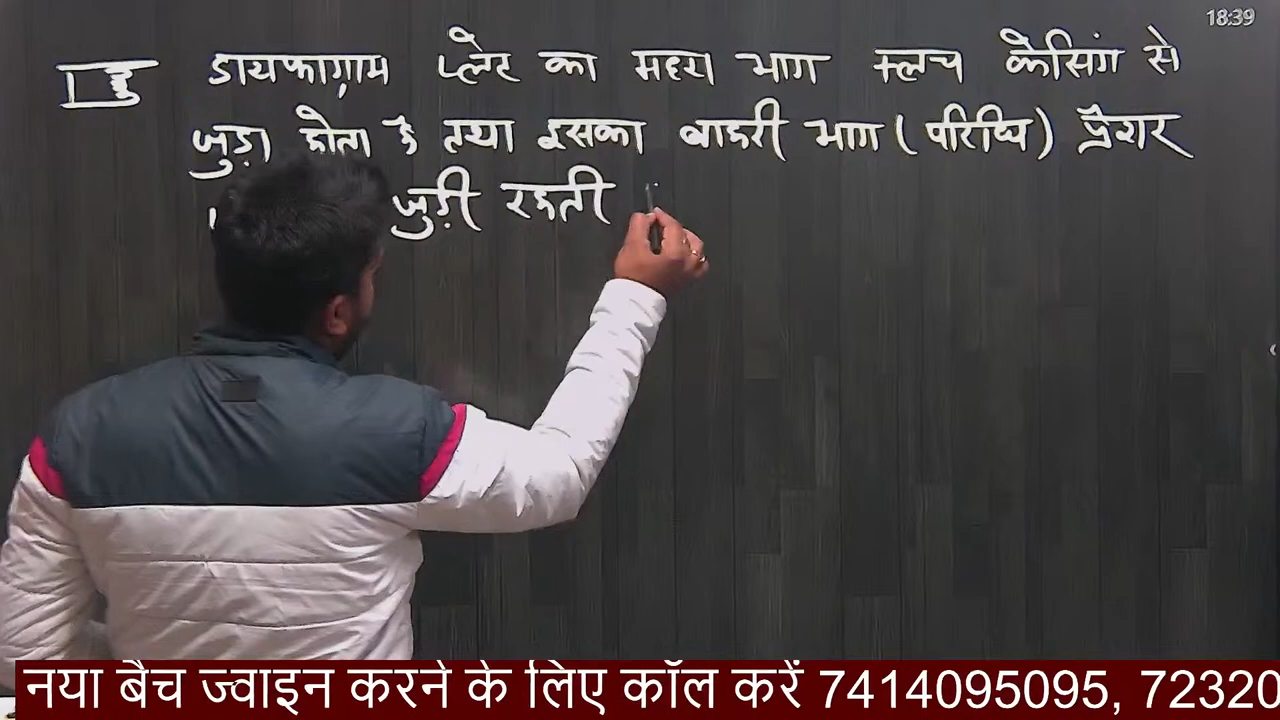 18:39
डायफाग्राम प्लेट का मध्य भाग क्लच केसिंग से
जुड़ा होता है तथा इसका बाहरी भाग (परिधि) प्रैशर
जुड़ी रहती
नया बैच ज्वाइन करने के लिए कॉल करें 7414095095, 72320